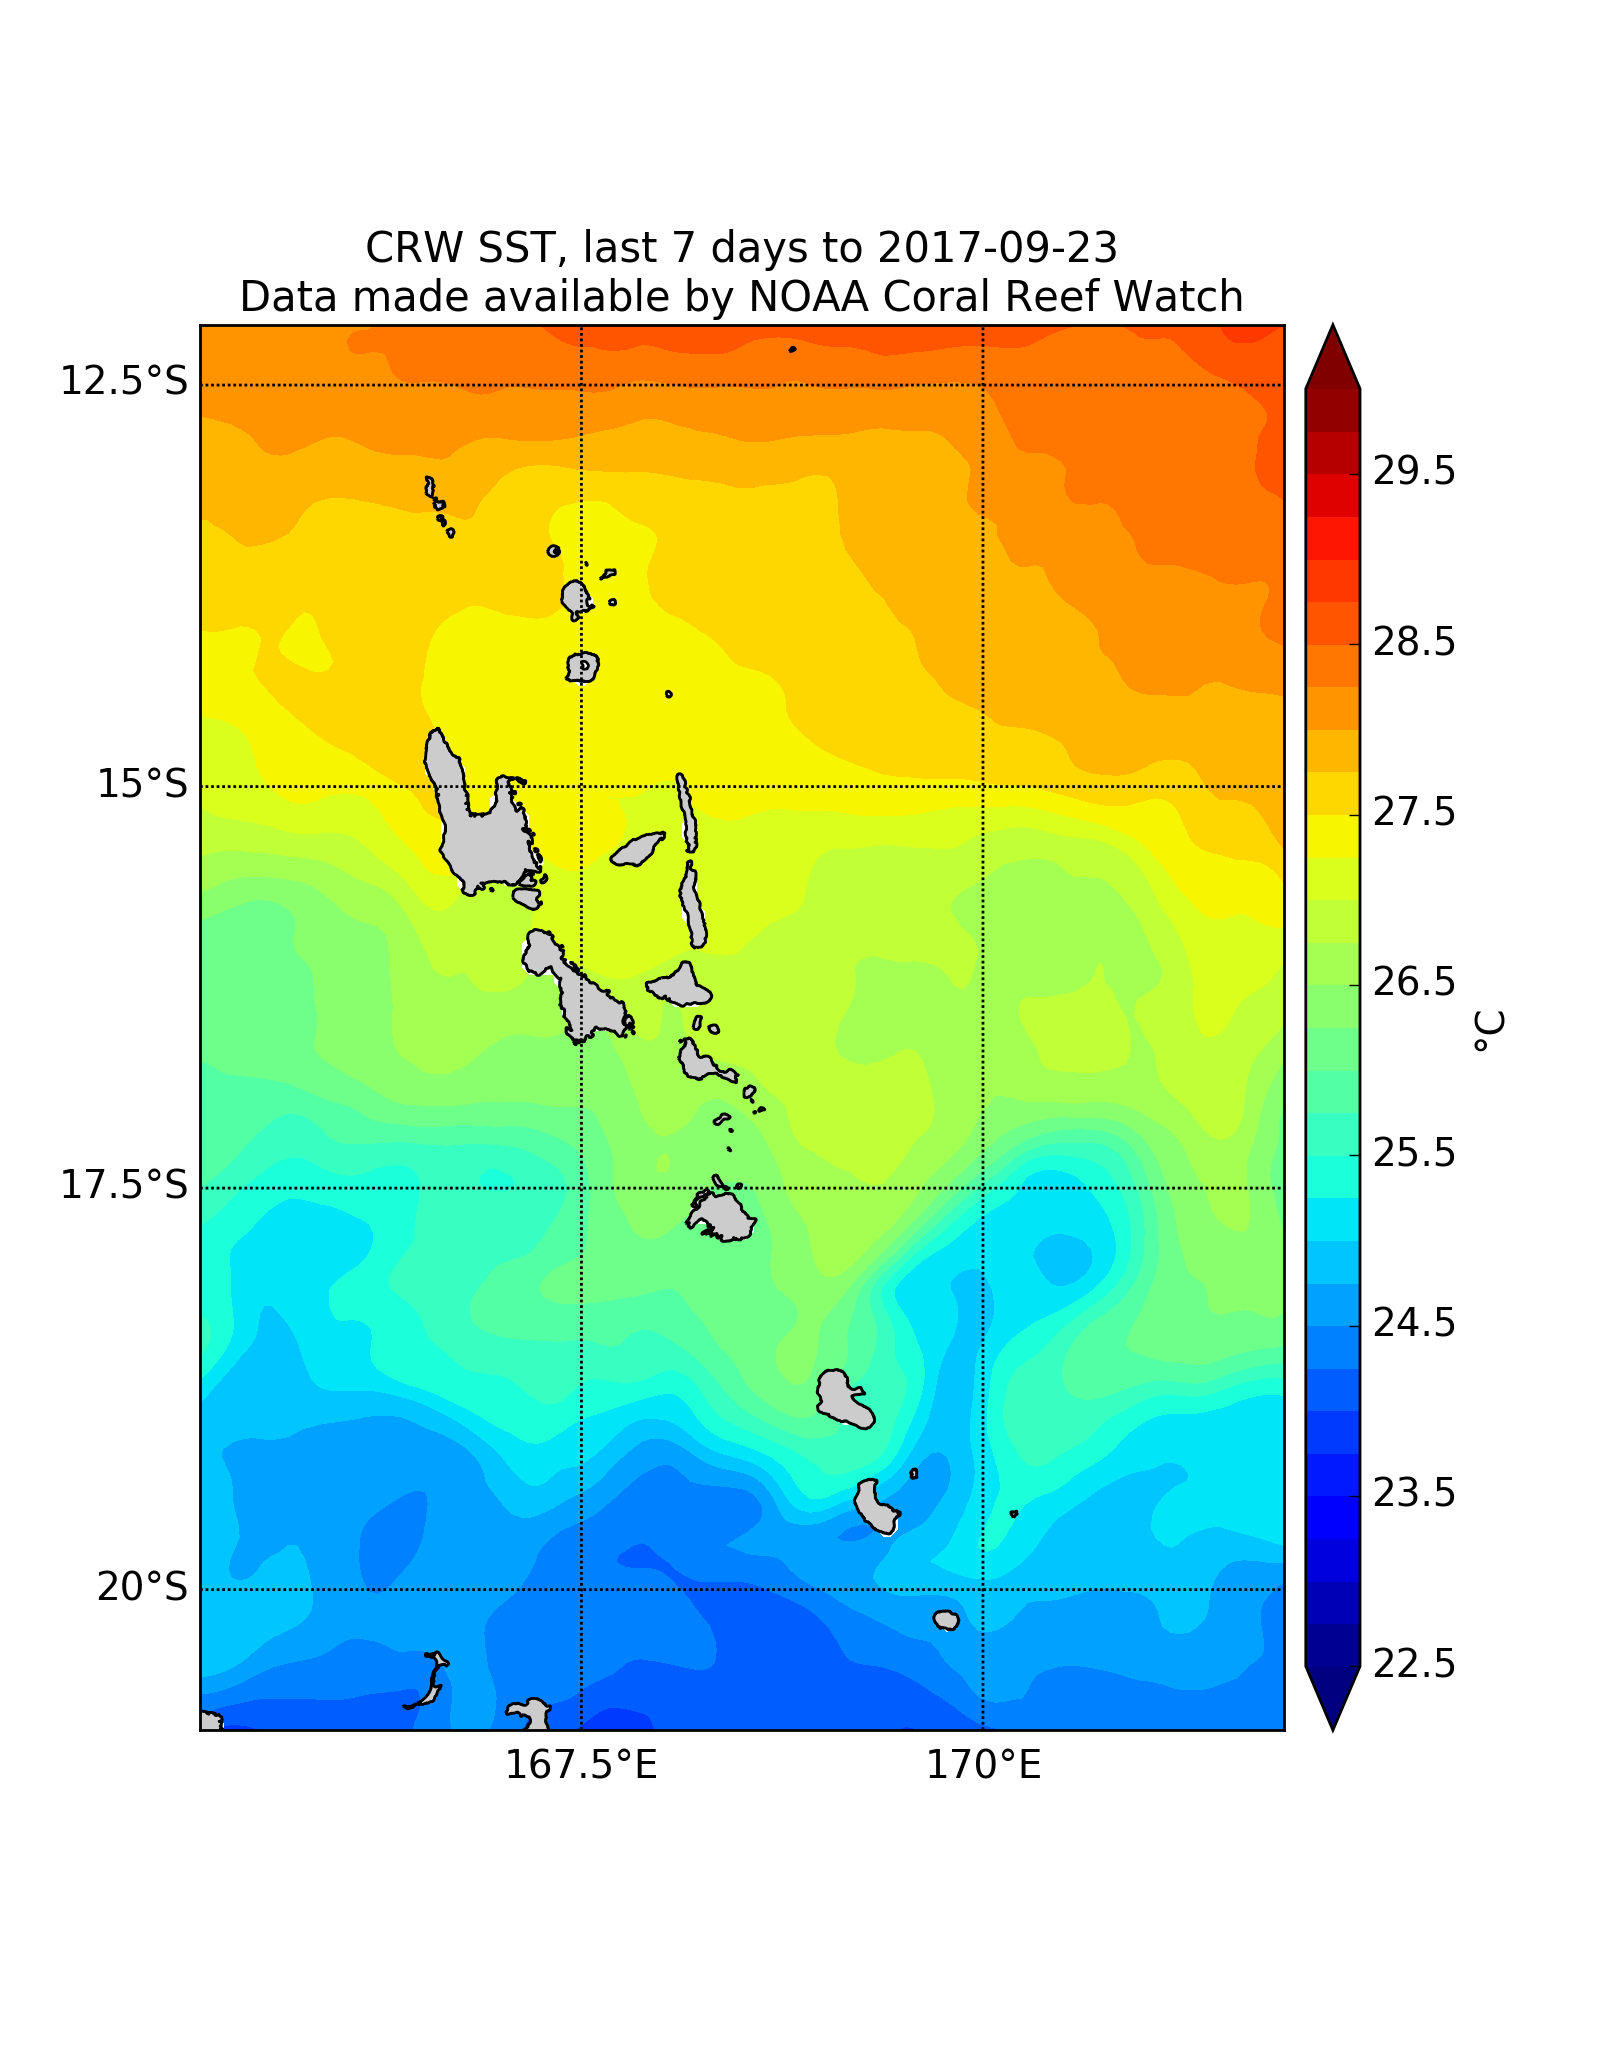 CRW SST, last 7 days to 2017-09-23
Data made available by NOAA Coral Reef Watch
12.5°S
15°S
17.5°S
20°S
167.5°E
170°E
29.5
28.5
27.5
26.5
25.5
24.5
23.5
22.5
°C